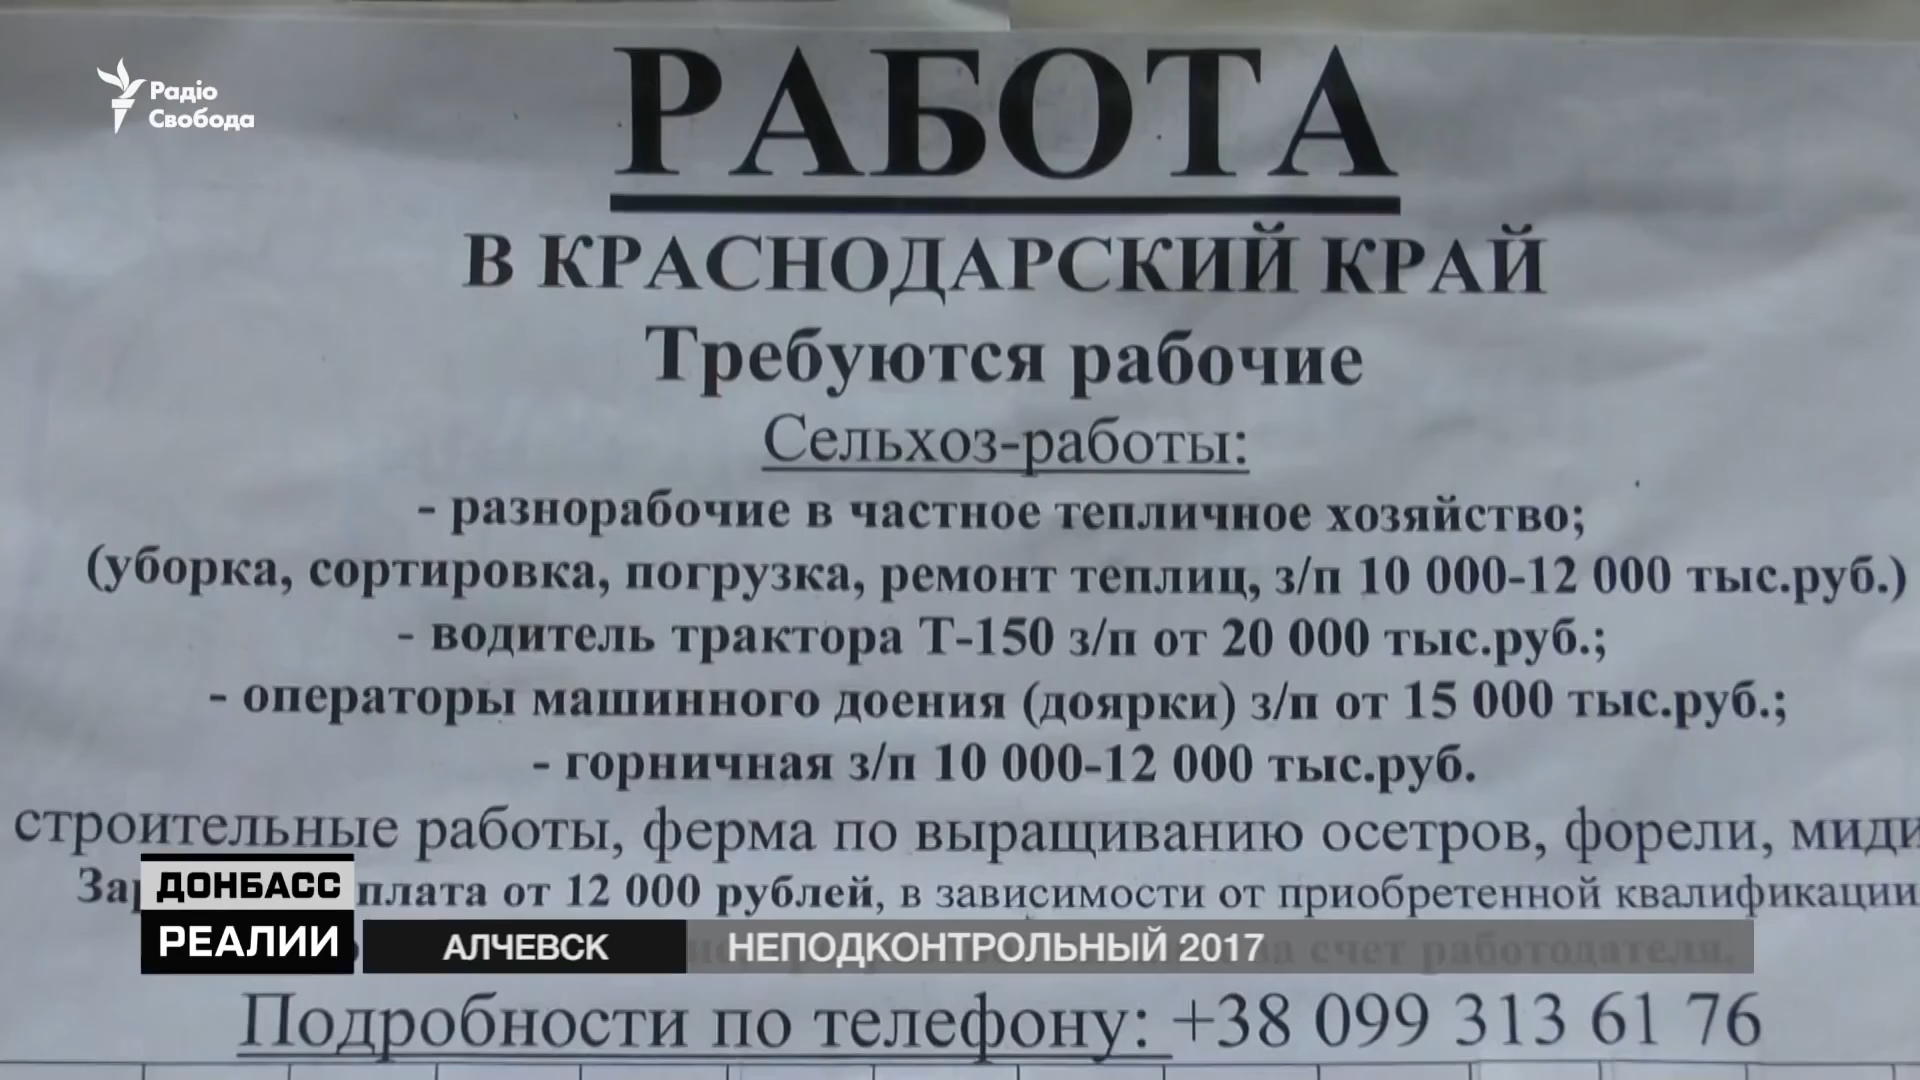 Радіо
Свобода
РАБОТА
В КРАСНОДАРСКИЙ КРАЙ
Требуются рабочие
Сельхоз-работы:
- разнорабочие в частное тепличное хозяйство;
(уборка, сортировка, погрузка, ремонт теплиц, з/п 10 000-12 000 тыс.руб.)
- водитель трактора Т-150 з/п от 20 000 тыс.руб.;
- операторы машинного доения (доярки) з/п от 15 000 тыс.руб.;
- горничная з/п 10 000-12 000 тыс.руб.
строительные работы, ферма по выращиванию осетров, форели, миди
плата от 12 000 рублей, в зависимости от приобретенной квалификации
счет работодателя.
ДОНБАСС
РЕАЛИИ
АЛЧЕВСК
НЕПОДКОНТРОЛЬНЫЙ 2017
Подробности по телефону: +38 099 313 61 76